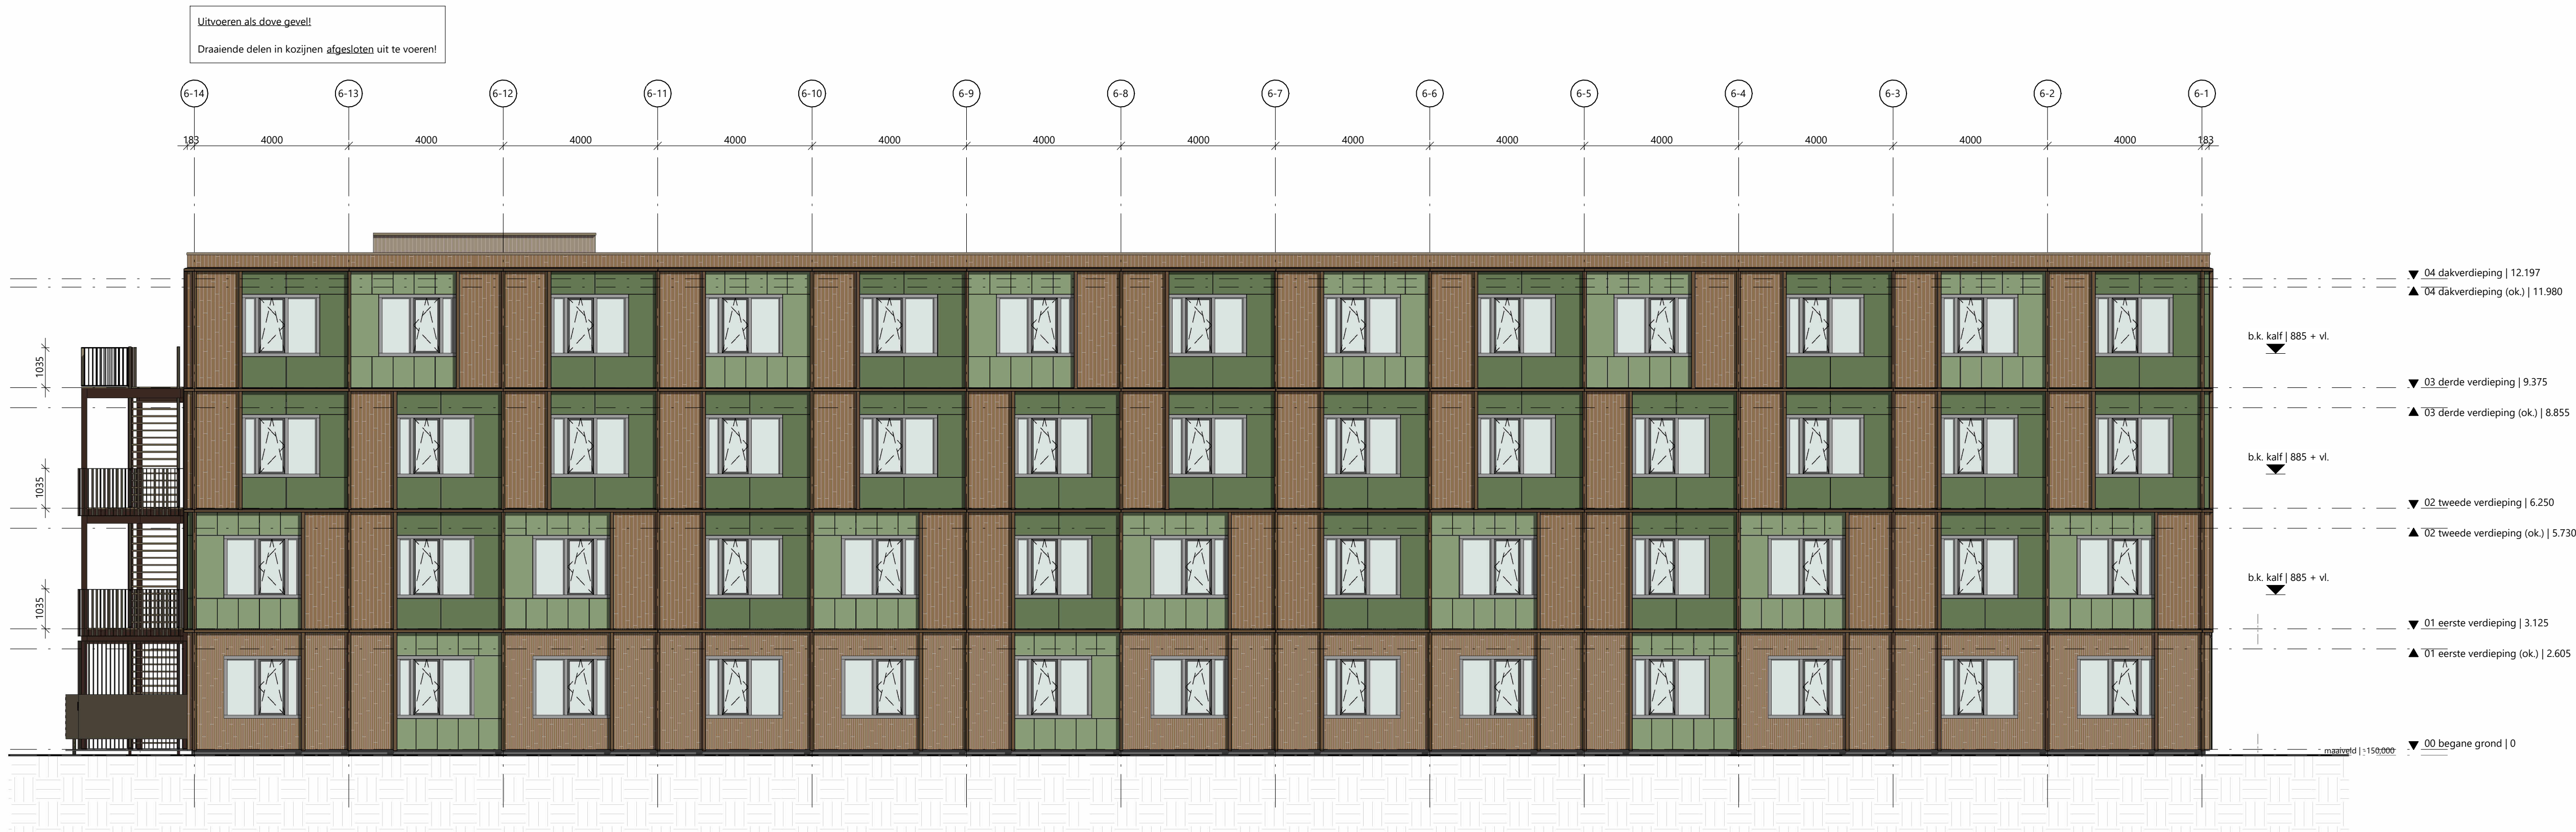 Uitvoeren als dove gevel!
Draaiende delen in kozijnen afgesloten uit te voeren!
6-14 6-13 6-12 6-11 6-10 6-9 6-8 6-7 6-6 6-5 6-4 6-3 6-2 6-1
183 4000 4000 4000 4000 4000 4000 4000 4000 4000 4000 4000 4000 4000 183
04 dakverdieping | 12.197
04 dakverdieping (ok.) | 11.980
b.k. kalf | 885 + vl.
1035
03 derde verdieping | 9.375
03 derde verdieping (ok.) | 8.855
b.k. kalf | 885 + vl.
1035
02 tweede verdieping | 6.250
02 tweede verdieping (ok.) | 5.730
b.k. kalf | 885 + vl.
1035
01 eerste verdieping | 3.125
01 eerste verdieping (ok.) | 2.605
00 begane grond | 0
maaiveld | -150,000